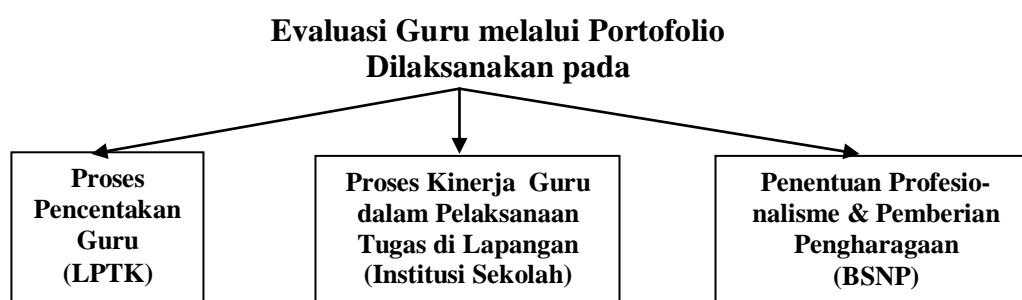 Evaluasi Guru melalui Portofolio
Dilaksanakan pada
Proses
Pencentakan
Guru
(LPTK)
Proses Kinerja Guru
dalam Pelaksanaan
Tugas di Lapangan
(Institusi Sekolah)
Penentuan Profesio-
nalisme & Pemberian
Pengharagaan
(BSNP)